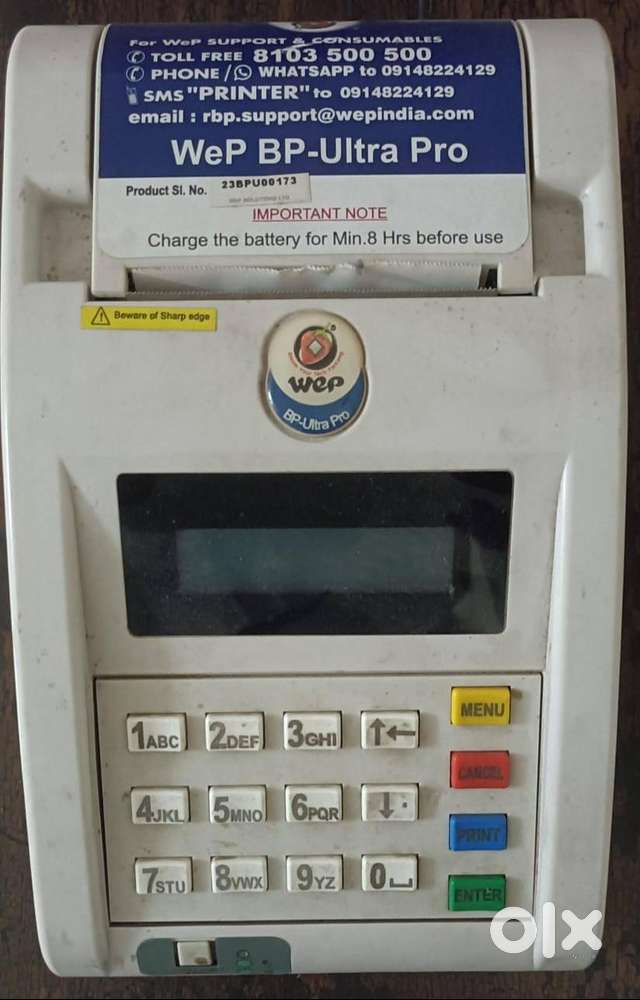 For WeP SUPPORT & CONSUMABLES
TOLL FREE 8103 500 500
PHONE / WHATSAPP to 09148224129
SMS "PRINTER" to 09148224129
email : rbp.support@wepindia.com
WeP BP-Ultra Pro
Product Sl. No. 23BPU00173
WEP SOLUTIONS LTD
IMPORTANT NOTE
Charge the battery for Min.8 Hrs before use
Beware of Sharp edge
WeP
BP-Ultra Pro
MENU
1ABC 2DEF 3GHI ↑←
CANCEL
4JKL 5MNO 6PQR ↓.
PRINT
7STU 8VWX 9YZ 0⎵
ENTER
olx